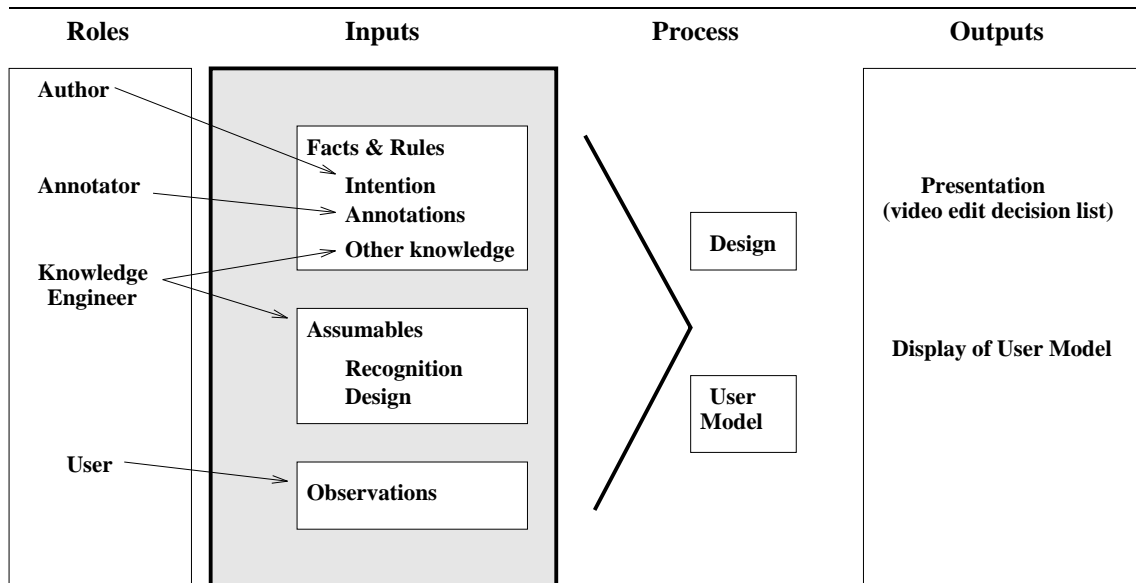 Roles
Inputs
Process
Outputs
Author
Annotator
Knowledge
Engineer
User
Facts & Rules
Intention
Annotations
Other knowledge
Assumables
Recognition
Design
Observations
Design
User
Model
Presentation
(video edit decision list)
Display of User Model